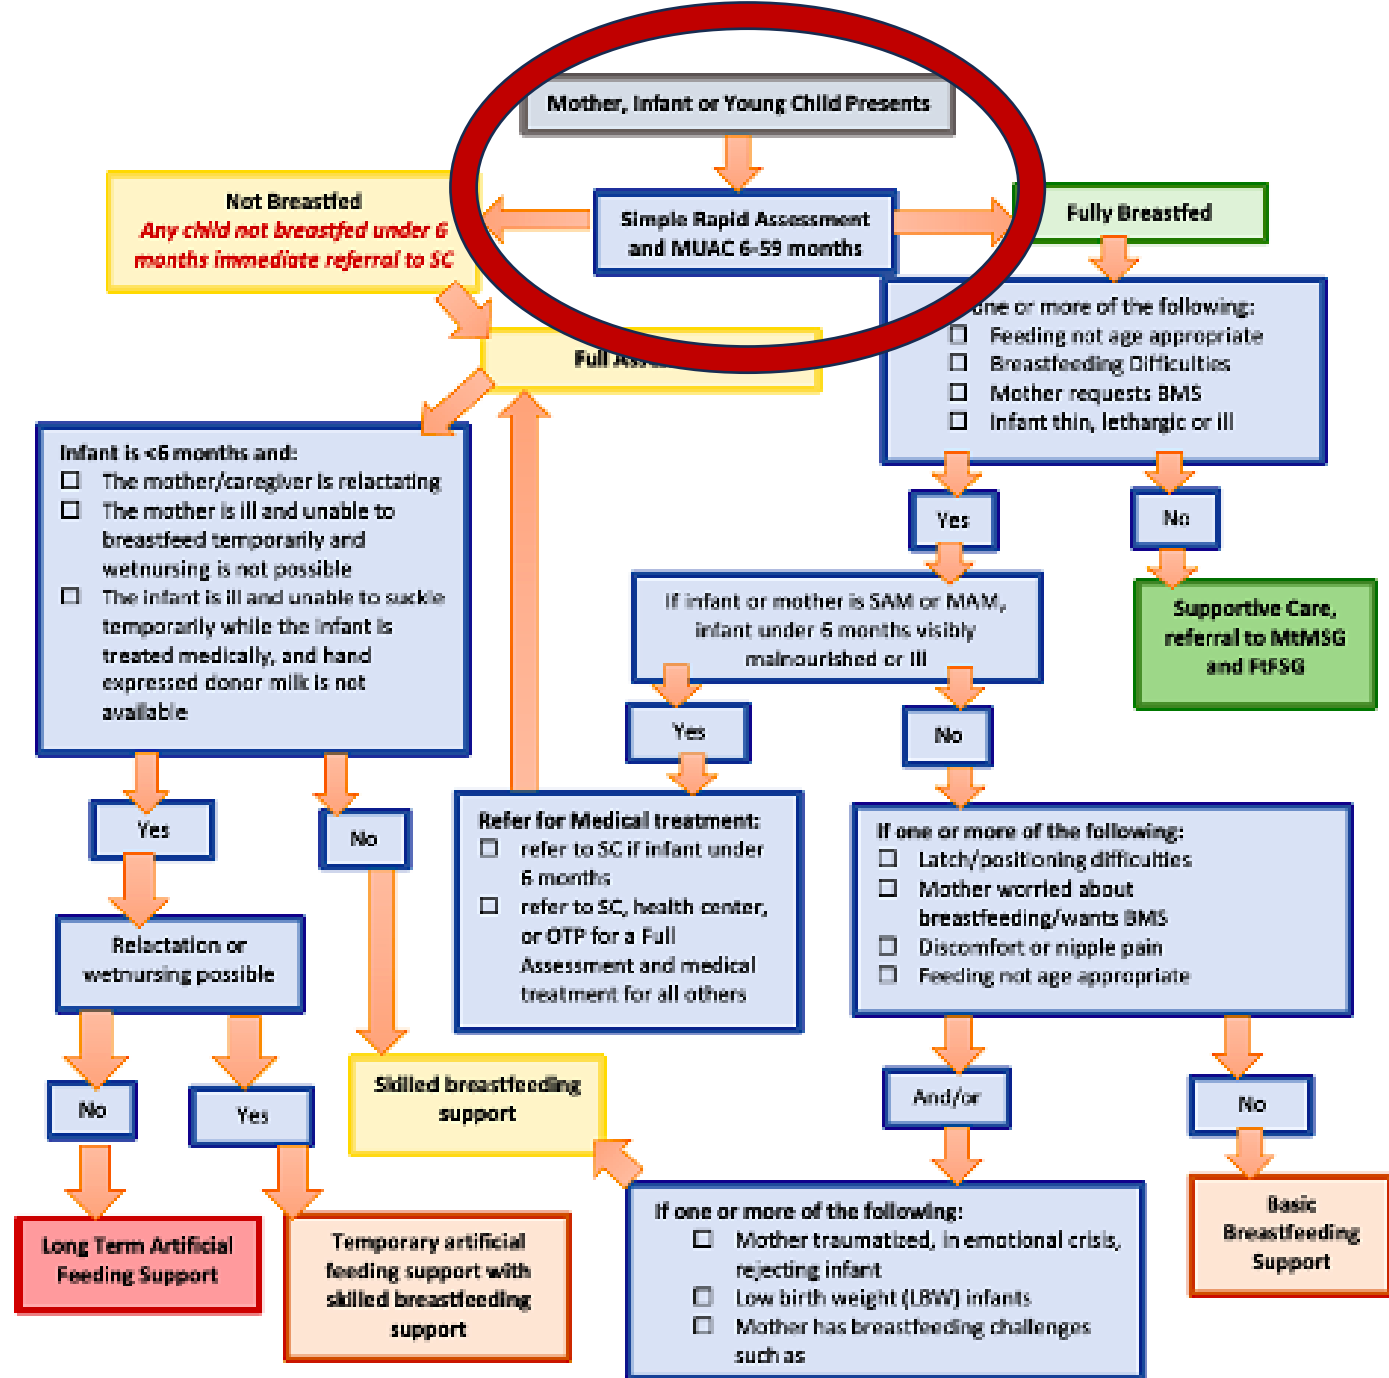 Mother, Infant or Young Child Presents
Not Breastfed
Any child not breastfed under 6
months immediate referral to SC
Simple Rapid Assessment
and MUAC 6-59 months
Fully Breastfed
one or more of the following:
☐ Feeding not age appropriate
☐ Breastfeeding Difficulties
☐ Mother requests BMS
☐ Infant thin, lethargic or ill
Full
Infant is <6 months and:
☐ The mother/caregiver is relactating
☐ The mother is ill and unable to
breastfeed temporarily and
wetnursing is not possible
☐ The infant is ill and unable to suckle
temporarily while the infant is
treated medically, and hand
expressed donor milk is not
available
Yes
No
If infant or mother is SAM or MAM,
infant under 6 months visibly
malnourished or ill
Supportive Care,
referral to MtMSG
and FtFSG
Yes
No
Yes
No
Refer for Medical treatment:
☐ refer to SC if infant under
6 months
☐ refer to SC, health center,
or OTP for a Full
Assessment and medical
treatment for all others
If one or more of the following:
☐ Latch/positioning difficulties
☐ Mother worried about
breastfeeding/wants BMS
☐ Discomfort or nipple pain
☐ Feeding not age appropriate
Relactation or
wetnursing possible
No
Yes
Skilled breastfeeding
support
And/or
No
Long Term Artificial
Feeding Support
Temporary artificial
feeding support with
skilled breastfeeding
support
If one or more of the following:
☐ Mother traumatized, in emotional crisis,
rejecting infant
☐ Low birth weight (LBW) infants
☐ Mother has breastfeeding challenges
such as
Basic
Breastfeeding
Support